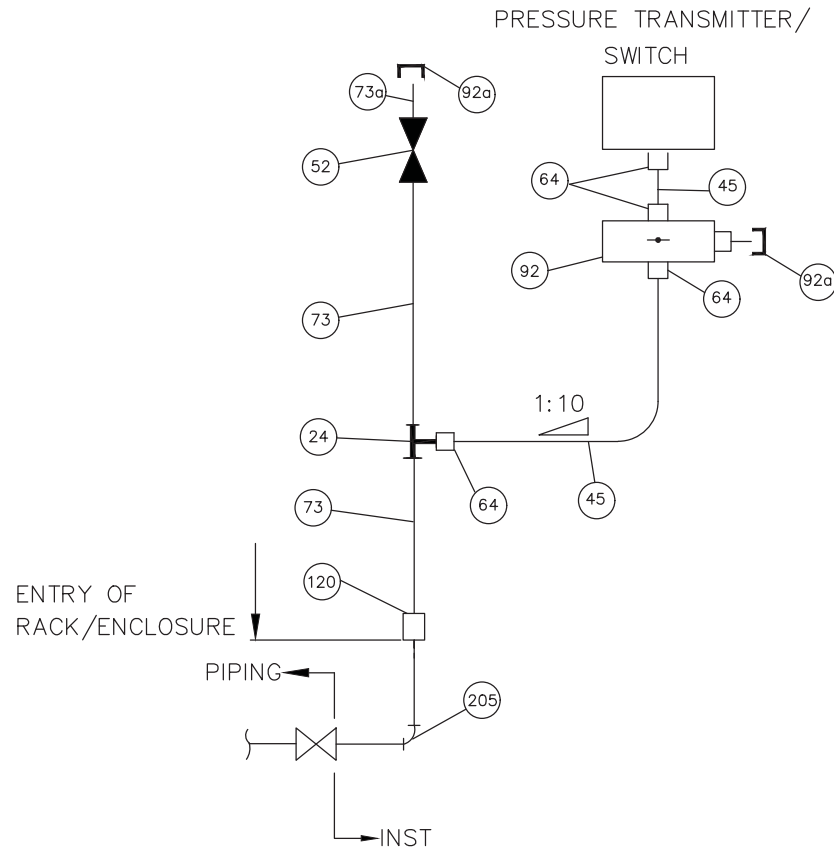 PRESSURE TRANSMITTER/
SWITCH
73a
92a
52
64
45
92
92a
64
73
1:10
24
64
45
73
120
ENTRY OF
RACK/ENCLOSURE
PIPING
205
INST